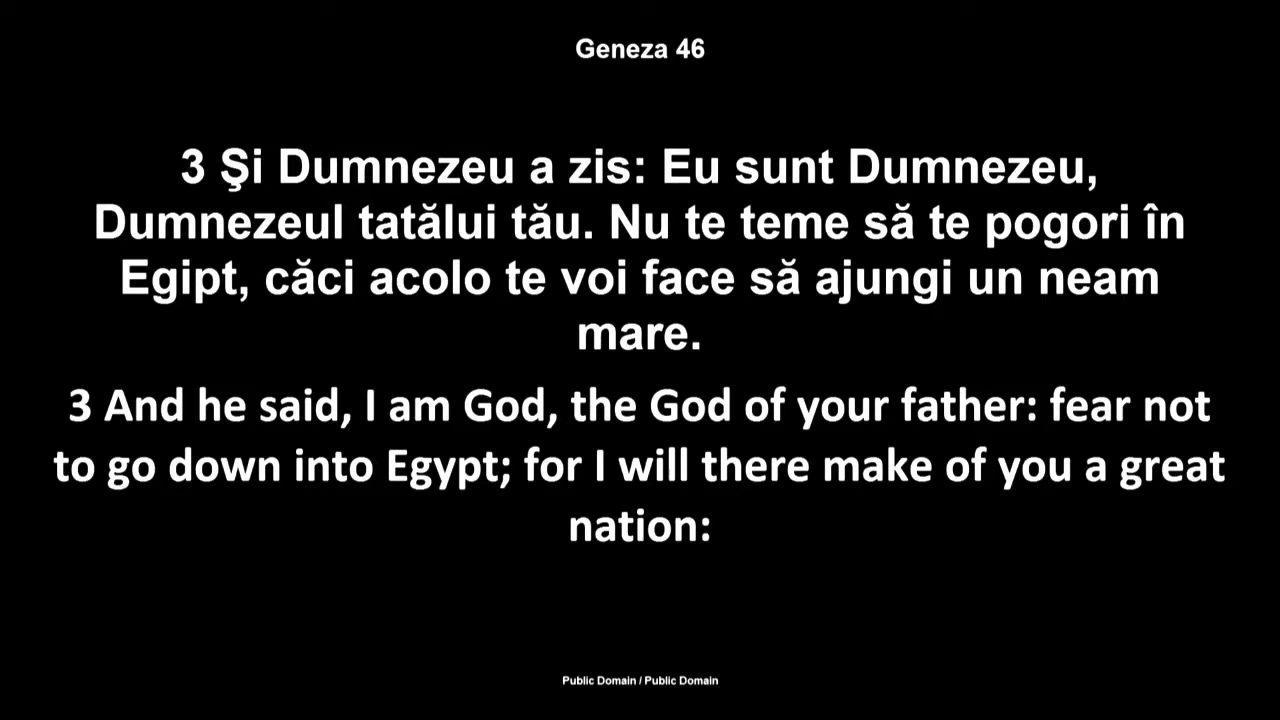 Geneza 46
3 Şi Dumnezeu a zis: Eu sunt Dumnezeu,
Dumnezeul tatălui tău. Nu te teme să te pogori în
Egipt, căci acolo te voi face să ajungi un neam
mare.
3 And he said, I am God, the God of your father: fear not
to go down into Egypt; for I will there make of you a great
nation:
Public Domain / Public Domain